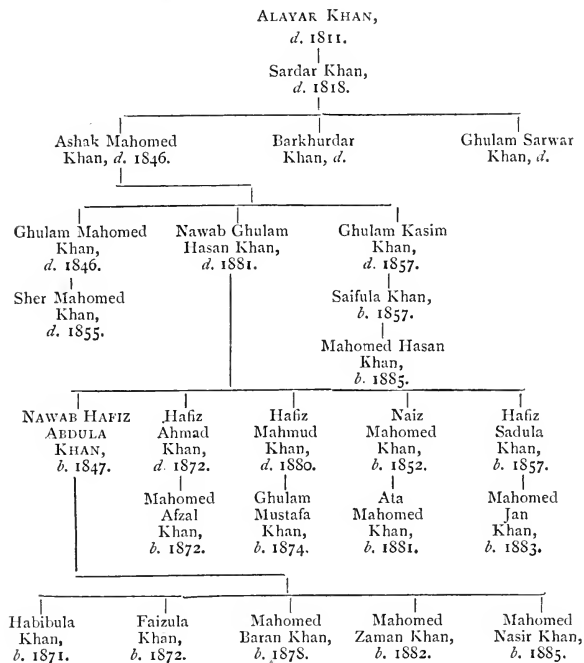 ALAYAR KHAN,
d. 1811.
Sardar Khan,
d. 1818.
Ashak Mahomed
Khan, d. 1846.
Barkhurdar
Khan, d.
Ghulam Sarwar
Khan, d.
Ghulam Mahomed
Khan,
d. 1846.
Sher Mahomed
Khan,
d. 1855.
Nawab Ghulam
Hasan Khan,
d. 1881.
Ghulam Kasim
Khan,
d. 1857.
Saifula Khan,
b. 1857.
Mahomed Hasan
Khan,
b. 1885.
NAWAB HAFIZ
ABDULA
KHAN,
b. 1847.
Hafiz
Ahmad
Khan,
d. 1872.
Mahomed
Afzal
Khan,
b. 1872.
Hafiz
Mahmud
Khan,
d. 1880.
Ghulam
Mustafa
Khan,
b. 1874.
Naiz
Mahomed
Khan,
b. 1852.
Ata
Mahomed
Khan,
b. 1881.
Hafiz
Sadula
Khan,
b. 1857.
Mahomed
Jan
Khan,
b. 1883.
Habibula
Khan,
b. 1871.
Faizula
Khan,
b. 1872.
Mahomed
Baran Khan,
b. 1878.
Mahomed
Zaman Khan,
b. 1882.
Mahomed
Nasir Khan,
b. 1885.